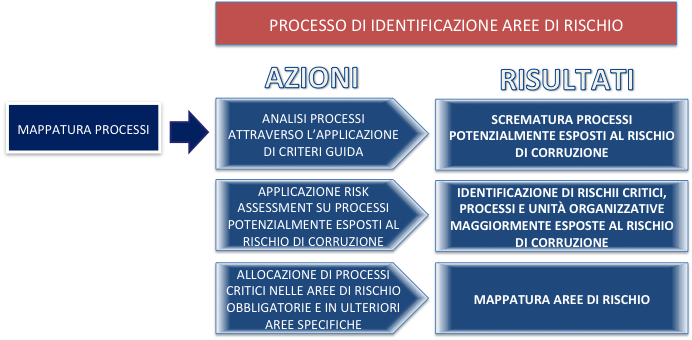 PROCESSO DI IDENTIFICAZIONE AREE DI RISCHIO
AZIONI
RISULTATI
MAPPATURA PROCESSI
ANALISI PROCESSI
ATTRAVERSO L'APPLICAZIONE
DI CRITERI GUIDA
SCREMATURA PROCESSI
POTENZIALMENTE ESPOSTI AL RISCHIO
DI CORRUZIONE
APPLICAZIONE RISK
ASSESSMENT SU PROCESSI
POTENZIALMENTE ESPOSTI AL
RISCHIO DI CORRUZIONE
IDENTIFICAZIONE DI RISCHII CRITICI,
PROCESSI E UNITÀ ORGANIZZATIVE
MAGGIORMENTE ESPOSTE AL RISCHIO
DI CORRUZIONE
ALLOCAZIONE DI PROCESSI
CRITICI NELLE AREE DI RISCHIO
OBBLIGATORIE E IN ULTERIORI
AREE SPECIFICHE
MAPPATURA AREE DI RISCHIO